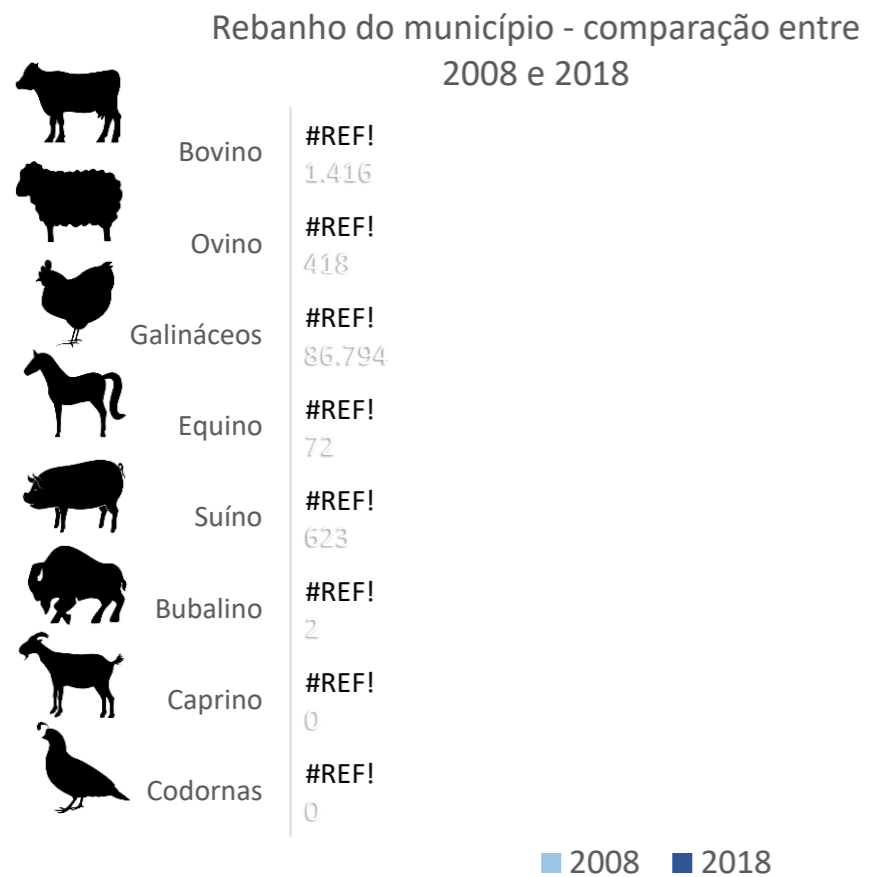 Rebanho do município - comparação entre
2008 e 2018
Bovino
#REF!
1.416
Ovino
#REF!
418
Galináceos
#REF!
86.794
Equino
#REF!
72
Suíno
#REF!
623
Bubalino
#REF!
2
Caprino
#REF!
0
Codornas
#REF!
0
2008 2018